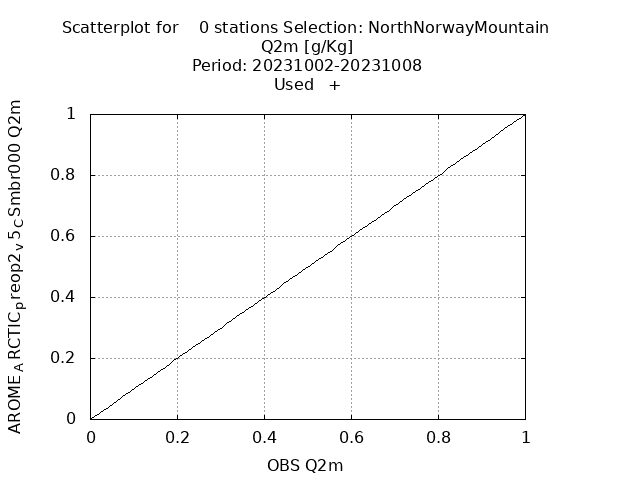 Scatterplot for    0 stations Selection: NorthNorwayMountain
Q2m [g/Kg]
Period: 20231002-20231008
Used   +
AROME_ARCTIC_preop2_v5_CSmbr000 Q2m
1
0.8
0.6
0.4
0.2
0
0 0.2 0.4 0.6 0.8 1
OBS Q2m